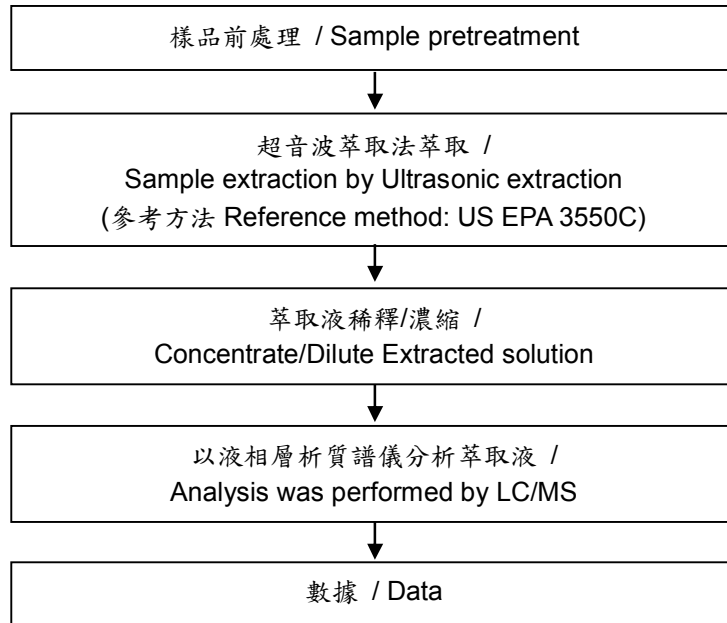 樣品前處理 / Sample pretreatment
超音波萃取法萃取 /
Sample extraction by Ultrasonic extraction
(參考方法 Reference method: US EPA 3550C)
萃取液稀釋/濃縮 /
Concentrate/Dilute Extracted solution
以液相層析質譜儀分析萃取液 /
Analysis was performed by LC/MS
數據 / Data